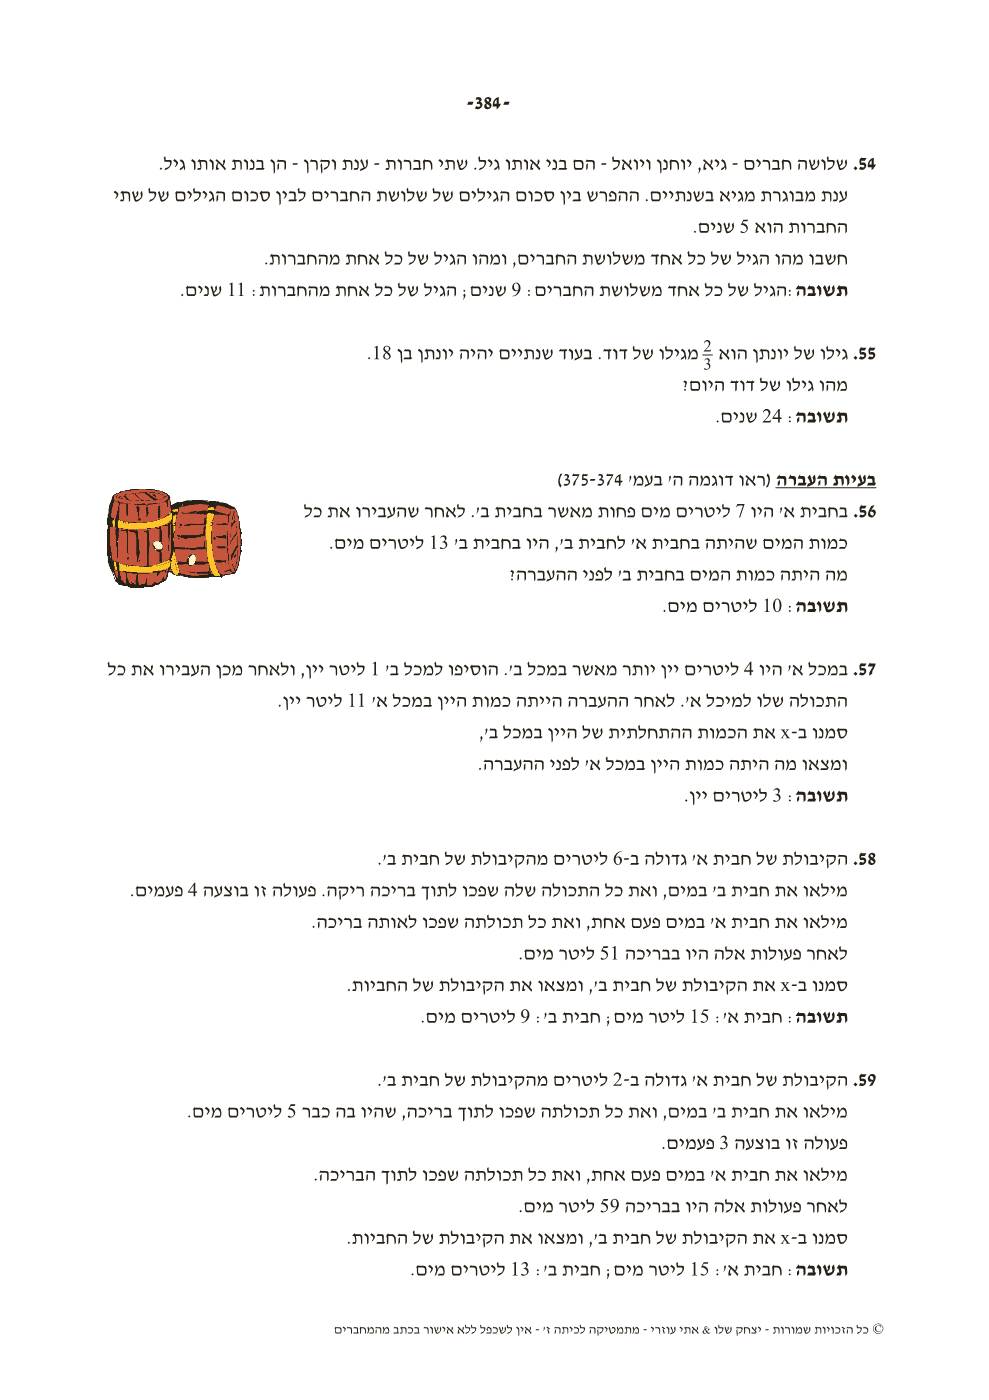 -384-
54. שלושה חברים - גיא, יוחנן ויואל - הם בני אותו גיל. שתי חברות - ענת וקרן - הן בנות אותו גיל.
ענת מבוגרת מגיא בשנתיים. ההפרש בין סכום הגילים של שלושת החברים לבין סכום הגילים של שתי
החברות הוא 5 שנים.
חשבו מהו הגיל של כל אחד משלושת החברים, ומהו הגיל של כל אחת מהחברות.
תשובה :הגיל של כל אחד משלושת החברים : 9 שנים ; הגיל של כל אחת מהחברות : 11 שנים.
55. גילו של יונתן הוא 2/3 מגילו של דוד. בעוד שנתיים יהיה יונתן בן 18.
מהו גילו של דוד היום?
תשובה : 24 שנים.
בעיות העברה (ראו דוגמה ה' בעמ' 375-374)
56. בחבית א' היו 7 ליטרים מים פחות מאשר בחבית ב'. לאחר שהעבירו את כל
כמות המים שהיתה בחבית א' לחבית ב', היו בחבית ב' 13 ליטרים מים.
מה היתה כמות המים בחבית ב' לפני ההעברה?
תשובה : 10 ליטרים מים.
57. במכל א' היו 4 ליטרים יין יותר מאשר במכל ב'. הוסיפו למכל ב' 1 ליטר יין, ולאחר מכן העבירו את כל
התכולה שלו למיכל א'. לאחר ההעברה הייתה כמות היין במכל א' 11 ליטר יין.
סמנו ב-x את הכמות ההתחלתית של היין במכל ב',
ומצאו מה היתה כמות היין במכל א' לפני ההעברה.
תשובה : 3 ליטרים יין.
58. הקיבולת של חבית א' גדולה ב-6 ליטרים מהקיבולת של חבית ב'.
מילאו את חבית ב' במים, ואת כל התכולה שלה שפכו לתוך בריכה ריקה. פעולה זו בוצעה 4 פעמים.
מילאו את חבית א' במים פעם אחת, ואת כל תכולתה שפכו לאותה בריכה.
לאחר פעולות אלה היו בבריכה 51 ליטר מים.
סמנו ב-x את הקיבולת של חבית ב', ומצאו את הקיבולת של החביות.
תשובה : חבית א' : 15 ליטר מים ; חבית ב' : 9 ליטרים מים.
59. הקיבולת של חבית א' גדולה ב-2 ליטרים מהקיבולת של חבית ב'.
מילאו את חבית ב' במים, ואת כל תכולתה שפכו לתוך בריכה, שהיו בה כבר 5 ליטרים מים.
פעולה זו בוצעה 3 פעמים.
מילאו את חבית א' במים פעם אחת, ואת כל תכולתה שפכו לתוך הבריכה.
לאחר פעולות אלה היו בבריכה 59 ליטר מים.
סמנו ב-x את הקיבולת של חבית ב', ומצאו את הקיבולת של החביות.
תשובה : חבית א' : 15 ליטר מים ; חבית ב' : 13 ליטרים מים.
© כל הזכויות שמורות - יצחק שלו & אתי עוזרי - מתמטיקה לכיתה ז' - אין לשכפל ללא אישור בכתב מהמחברים